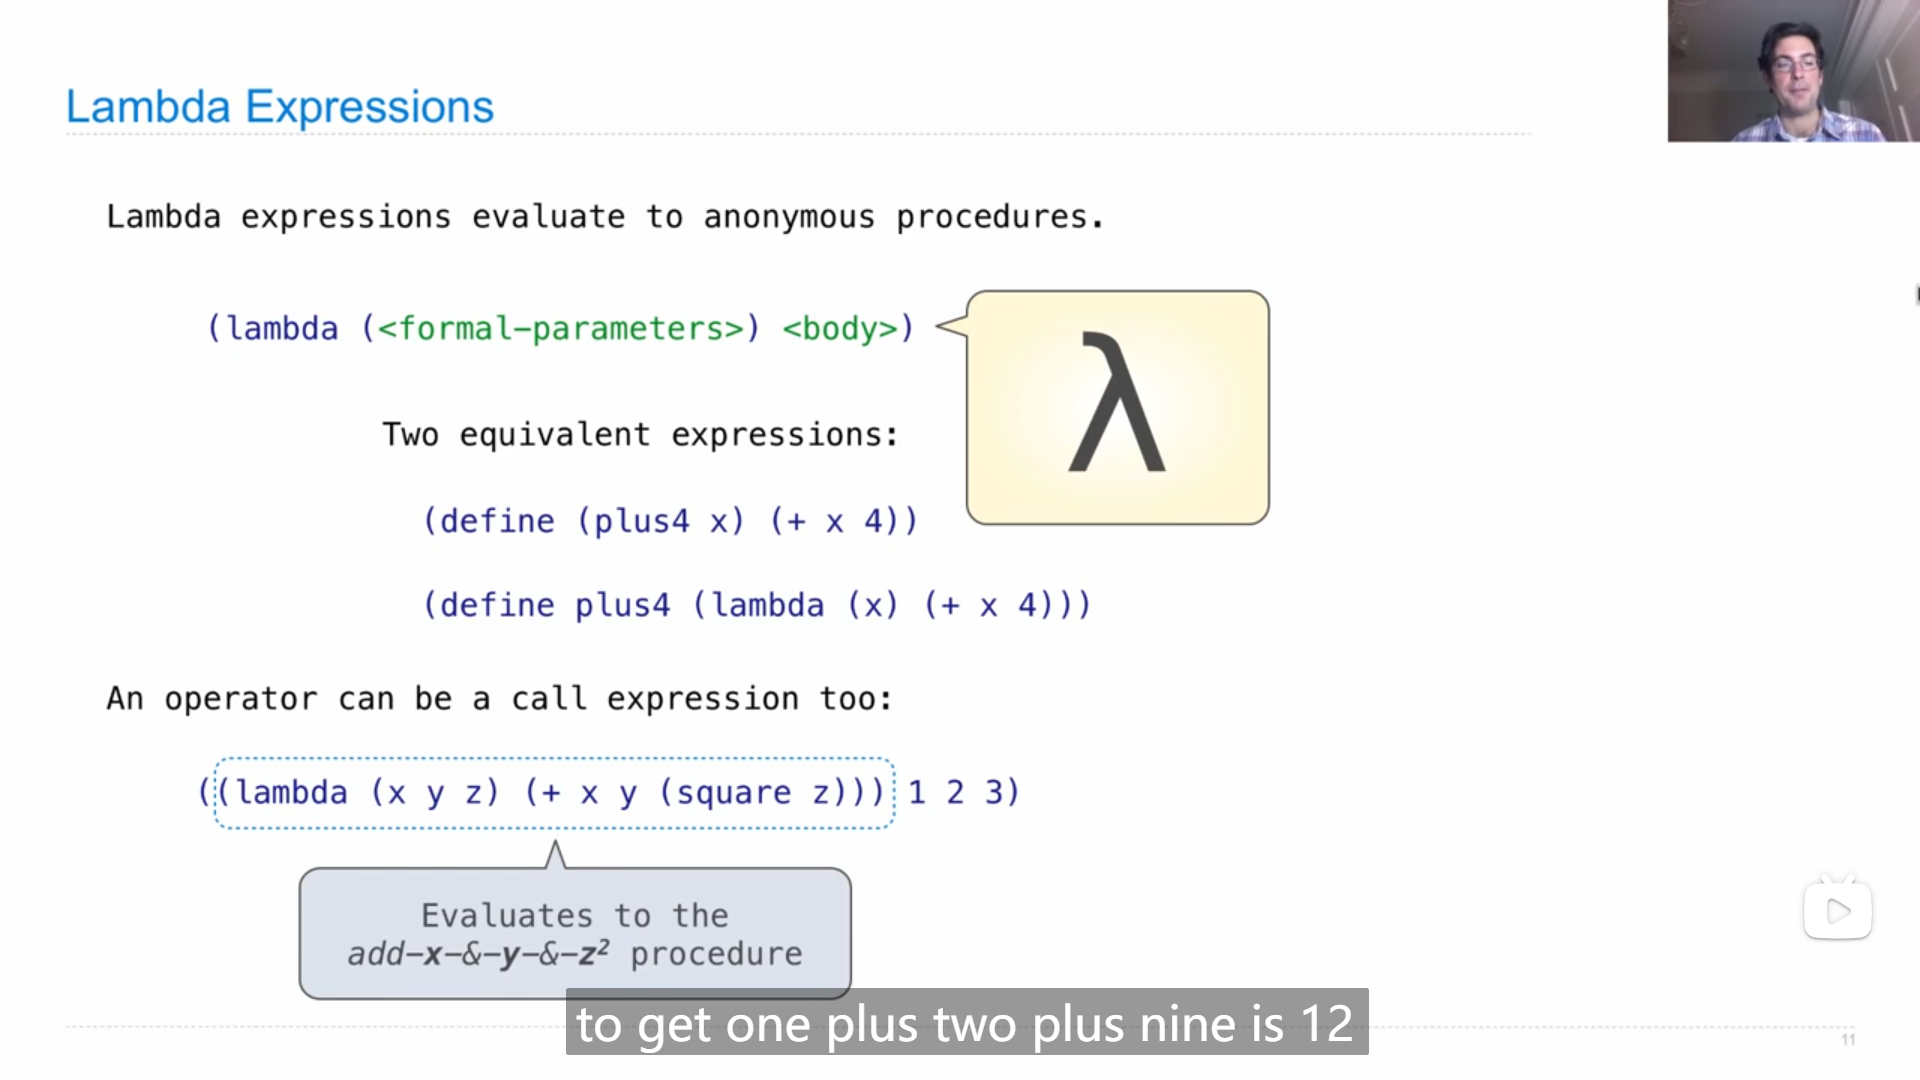 Lambda Expressions
Lambda expressions evaluate to anonymous procedures.
(lambda (<formal-parameters>) <body>)
λ
Two equivalent expressions:
(define (plus4 x) (+ x 4))
(define plus4 (lambda (x) (+ x 4)))
An operator can be a call expression too:
((lambda (x y z) (+ x y (square z))) 1 2 3)
Evaluates to the
add-x-&-y-&-z² procedure
to get one plus two plus nine is 12
11